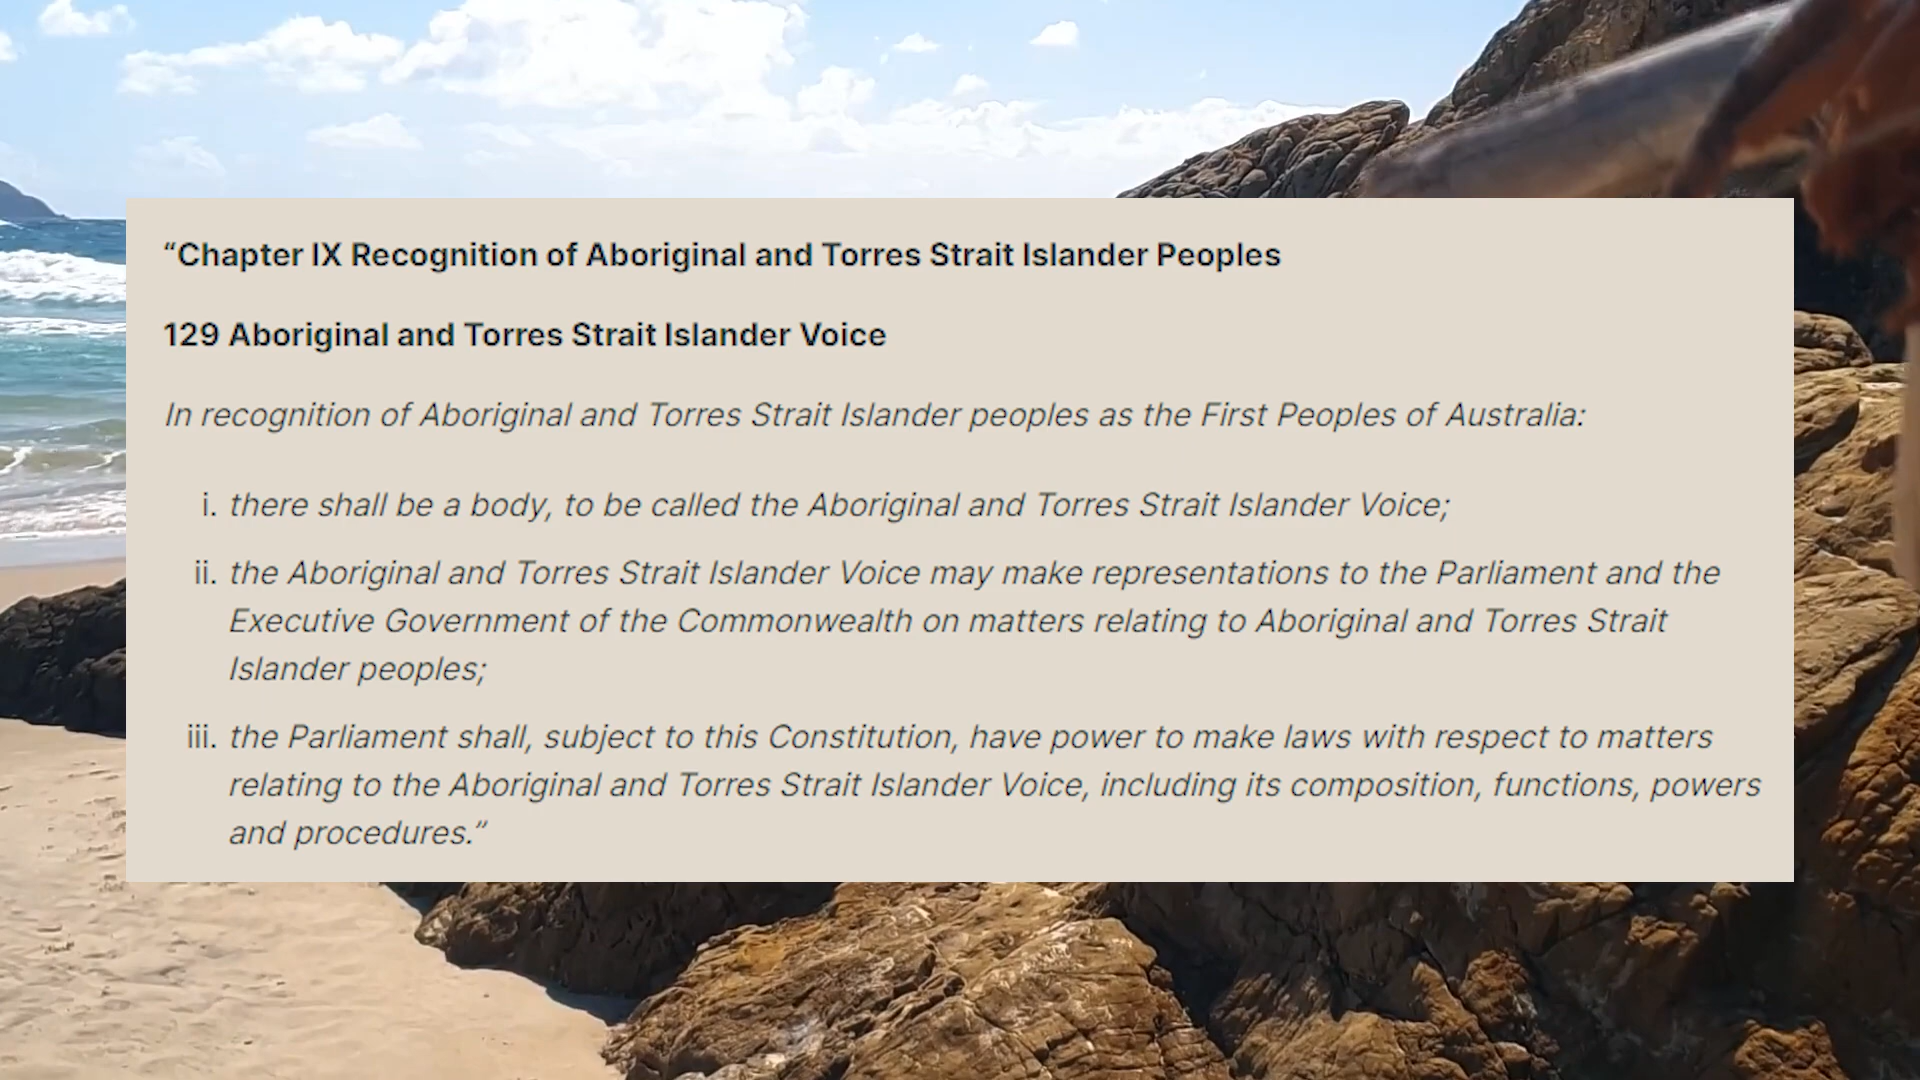 “Chapter IX Recognition of Aboriginal and Torres Strait Islander Peoples
129 Aboriginal and Torres Strait Islander Voice
In recognition of Aboriginal and Torres Strait Islander peoples as the First Peoples of Australia:
i. there shall be a body, to be called the Aboriginal and Torres Strait Islander Voice;
ii. the Aboriginal and Torres Strait Islander Voice may make representations to the Parliament and the
Executive Government of the Commonwealth on matters relating to Aboriginal and Torres Strait
Islander peoples;
iii. the Parliament shall, subject to this Constitution, have power to make laws with respect to matters
relating to the Aboriginal and Torres Strait Islander Voice, including its composition, functions, powers
and procedures.”